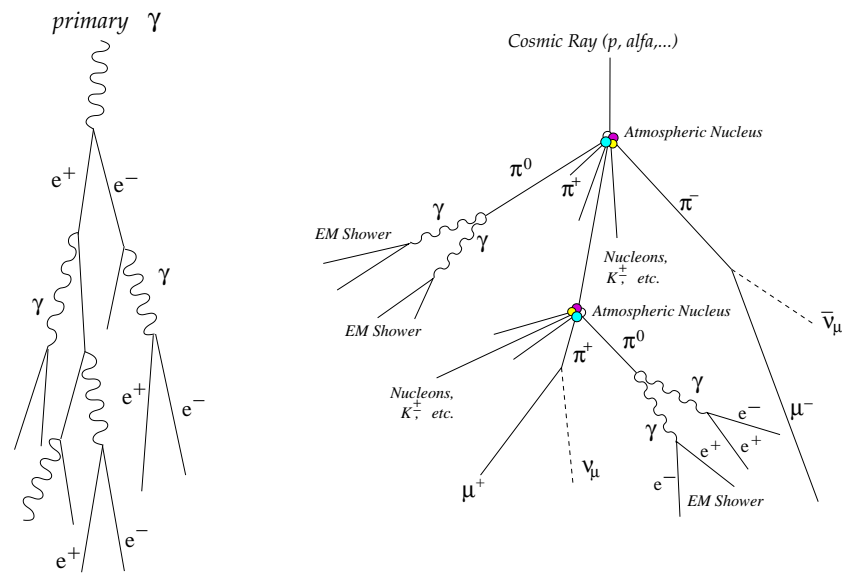 primary γ
e⁺
e⁻
γ
γ
e⁺
e⁻
e⁺
e⁻
Cosmic Ray (p, alfa,...)
Atmospheric Nucleus
π⁰
π⁺
π⁻
γ
γ
EM Shower
EM Shower
Nucleons,
K±, etc.
Atmospheric Nucleus
π⁺
π⁰
ν̄μ
Nucleons,
K±, etc.
γ
γ
e⁻
e⁺
e⁺
e⁻
μ⁻
μ⁺
νμ
EM Shower